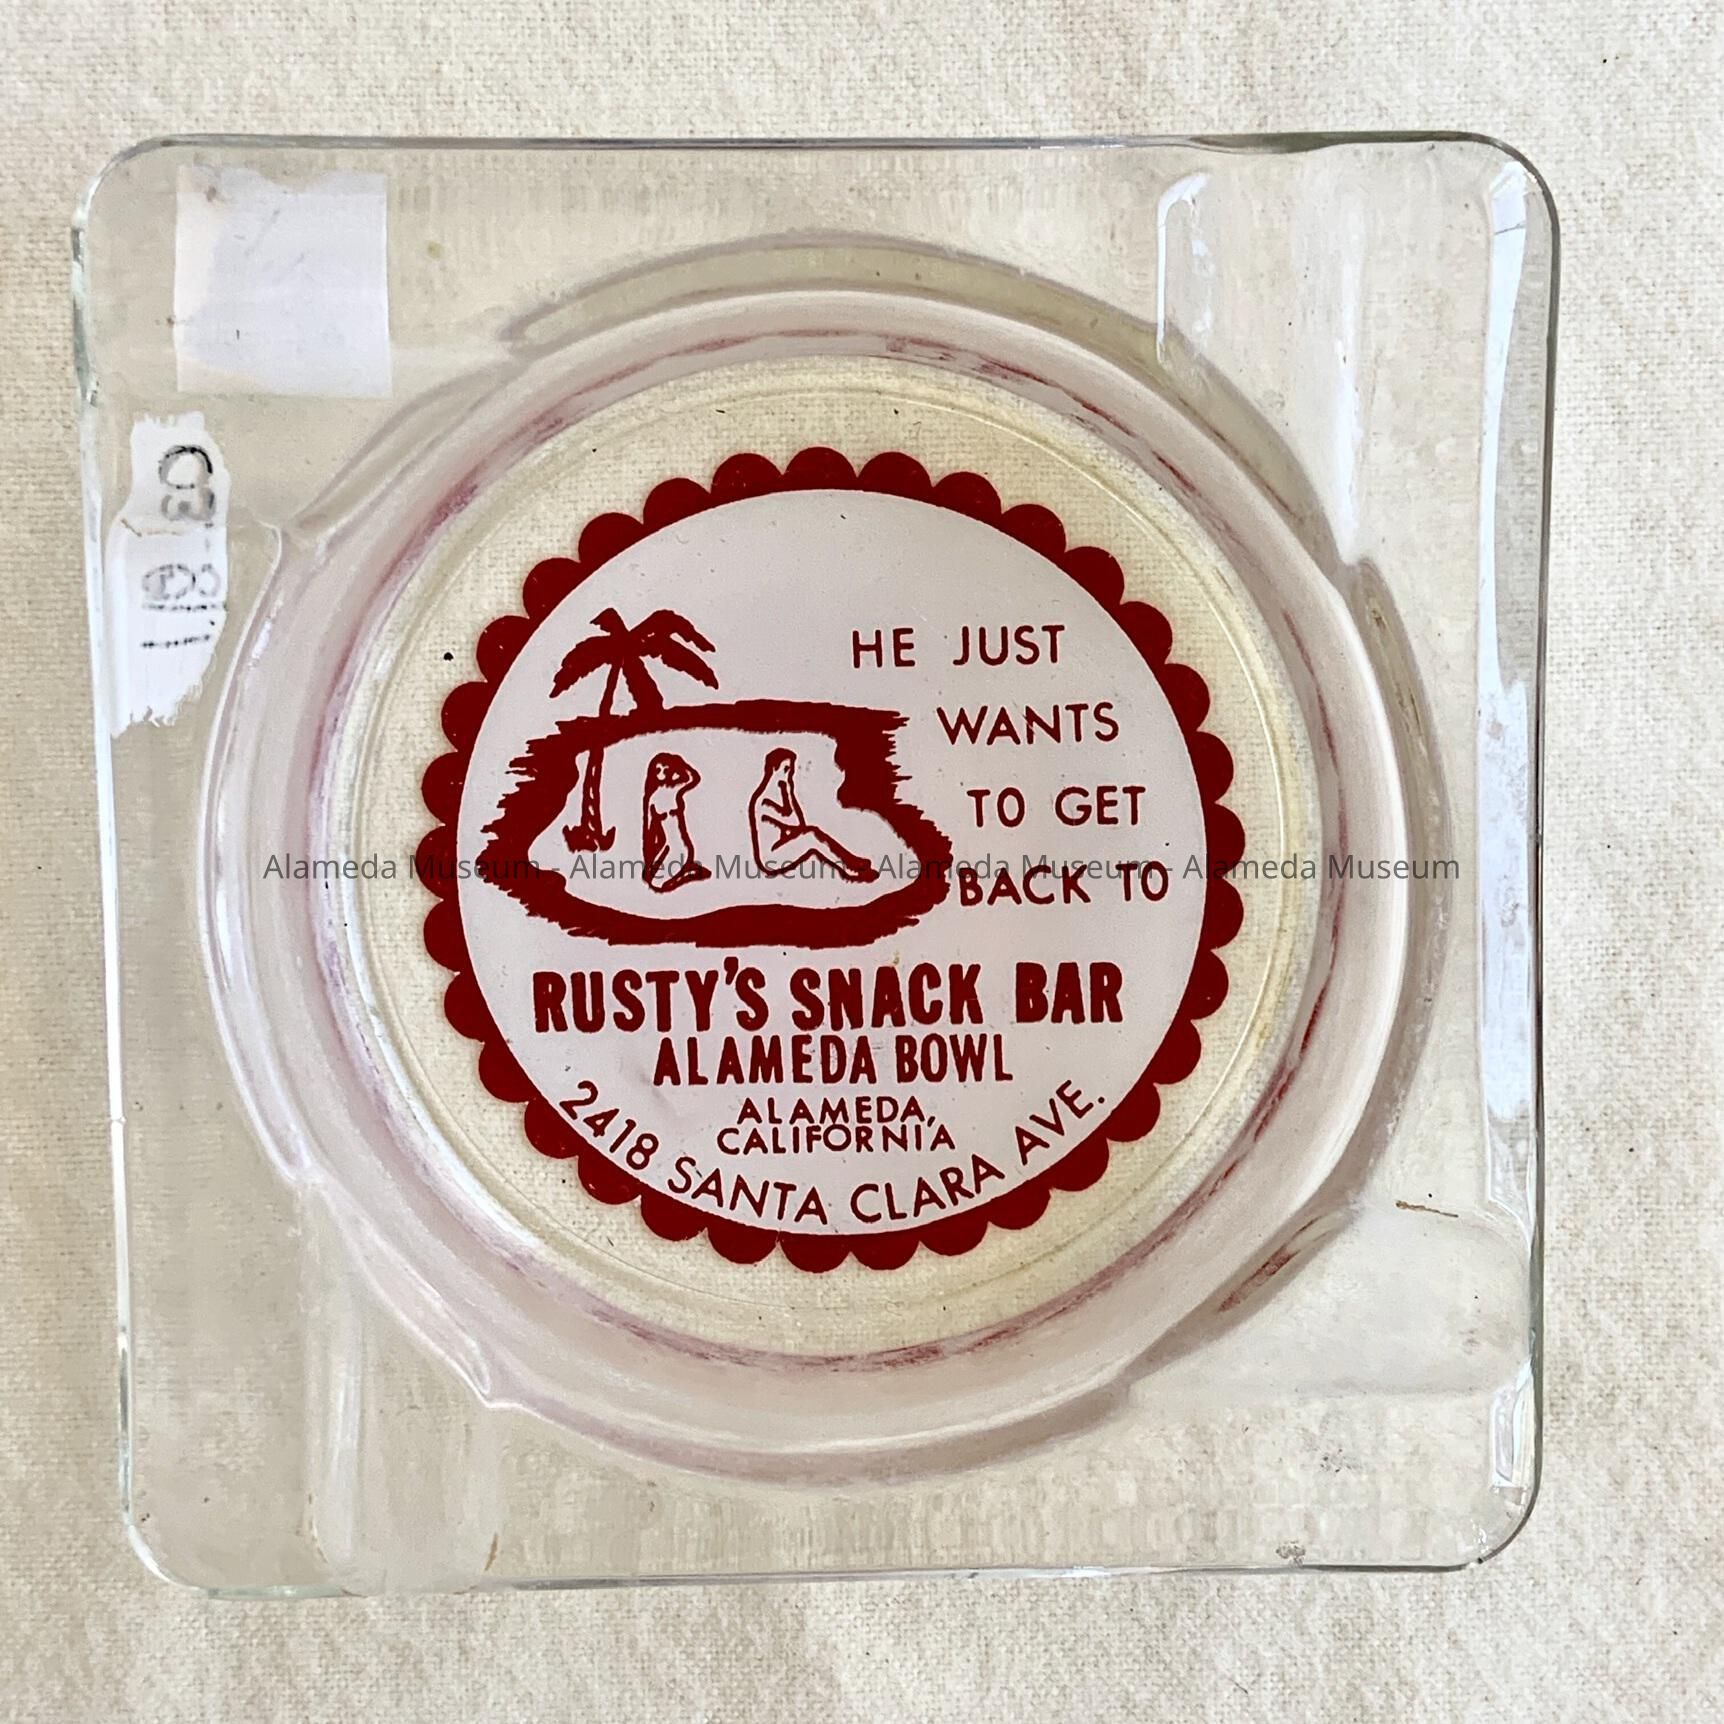 HE JUST
WANTS
TO GET
BACK TO
RUSTY'S SNACK BAR
ALAMEDA BOWL
ALAMEDA,
CALIFORNIA
2418 SANTA CLARA AVE.
Alameda Museum - Alameda Museum - Alameda Museum - Alameda Museum